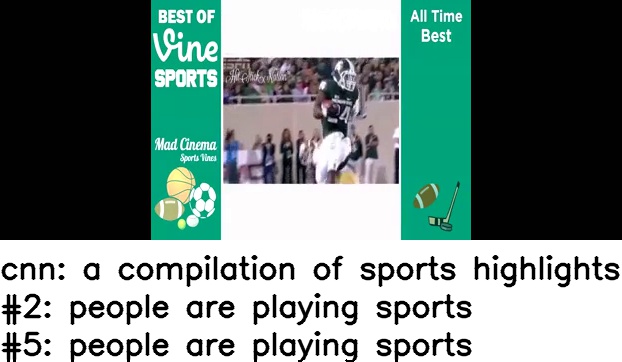 BEST OF
Vine
SPORTS
All Time
Best
Mad Cinema
Sports Vines
cnn: a compilation of sports highlights
#2: people are playing sports
#5: people are playing sports